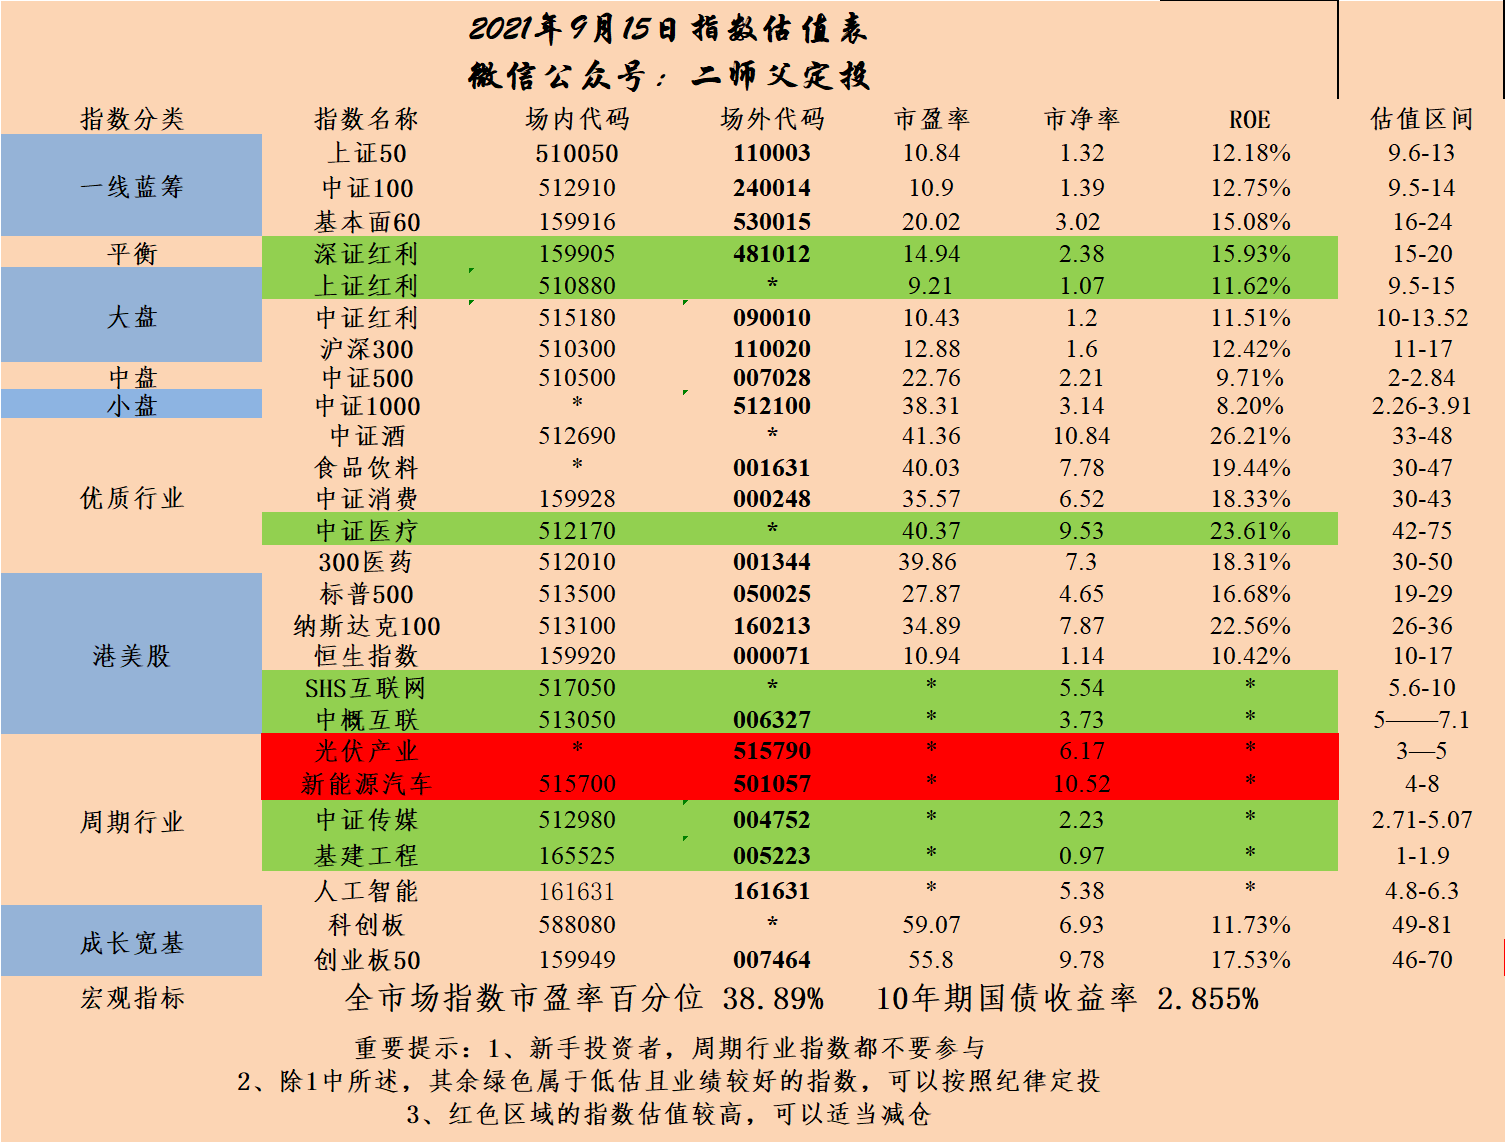 2021年9月15日指数估值表
微信公众号：二师父定投
指数分类 指数名称 场内代码 场外代码 市盈率 市净率 ROE 估值区间
一线蓝筹
上证50 510050 110003 10.84 1.32 12.18% 9.6-13
中证100 512910 240014 10.9 1.39 12.75% 9.5-14
基本面60 159916 530015 20.02 3.02 15.08% 16-24
平衡 深证红利 159905 481012 14.94 2.38 15.93% 15-20
大盘
上证红利 510880 * 9.21 1.07 11.62% 9.5-15
中证红利 515180 090010 10.43 1.2 11.51% 10-13.52
沪深300 510300 110020 12.88 1.6 12.42% 11-17
中盘 中证500 510500 007028 22.76 2.21 9.71% 2-2.84
小盘 中证1000 * 512100 38.31 3.14 8.20% 2.26-3.91
优质行业
中证酒 512690 * 41.36 10.84 26.21% 33-48
食品饮料 * 001631 40.03 7.78 19.44% 30-47
中证消费 159928 000248 35.57 6.52 18.33% 30-43
中证医疗 512170 * 40.37 9.53 23.61% 42-75
300医药 512010 001344 39.86 7.3 18.31% 30-50
港美股
标普500 513500 050025 27.87 4.65 16.68% 19-29
纳斯达克100 513100 160213 34.89 7.87 22.56% 26-36
恒生指数 159920 000071 10.94 1.14 10.42% 10-17
SHS互联网 517050 * * 5.54 * 5.6-10
中概互联 513050 006327 * 3.73 * 5——7.1
周期行业
光伏产业 * 515790 * 6.17 * 3—5
新能源汽车 515700 501057 * 10.52 * 4-8
中证传媒 512980 004752 * 2.23 * 2.71-5.07
基建工程 165525 005223 * 0.97 * 1-1.9
人工智能 161631 161631 * 5.38 * 4.8-6.3
成长宽基
科创板 588080 * 59.07 6.93 11.73% 49-81
创业板50 159949 007464 55.8 9.78 17.53% 46-70
宏观指标 全市场指数市盈率百分位 38.89% 10年期国债收益率 2.855%
重要提示：1、新手投资者，周期行业指数都不要参与
2、除1中所述，其余绿色属于低估且业绩较好的指数，可以按照纪律定投
3、红色区域的指数估值较高，可以适当减仓